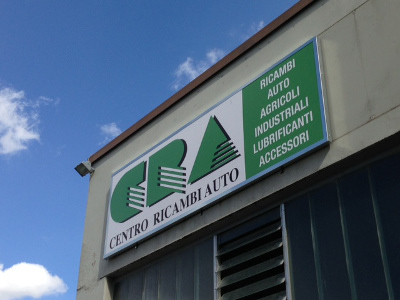 CRA
CENTRO RICAMBI AUTO
RICAMBI
AUTO
AGRICOLI
INDUSTRIALI
LUBRIFICANTI
ACCESSORI